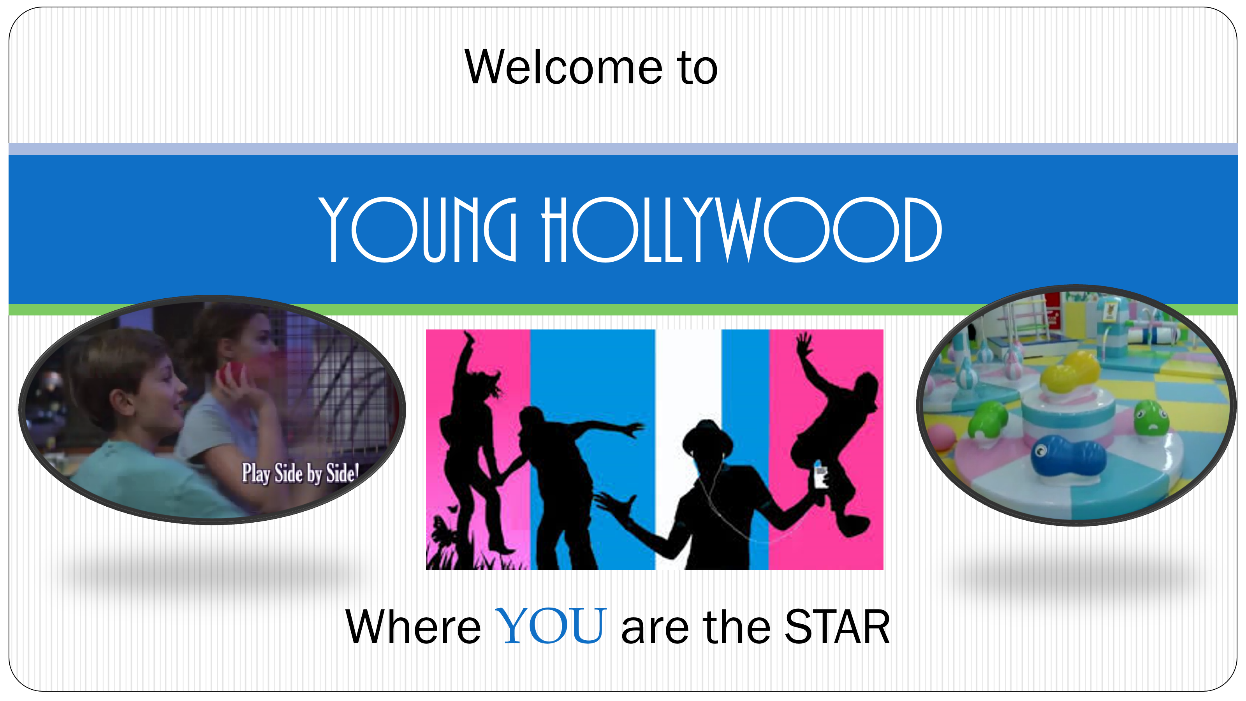 Welcome to
YOUNG HOLLYWOOD
Play Side by Side!
Where YOU are the STAR